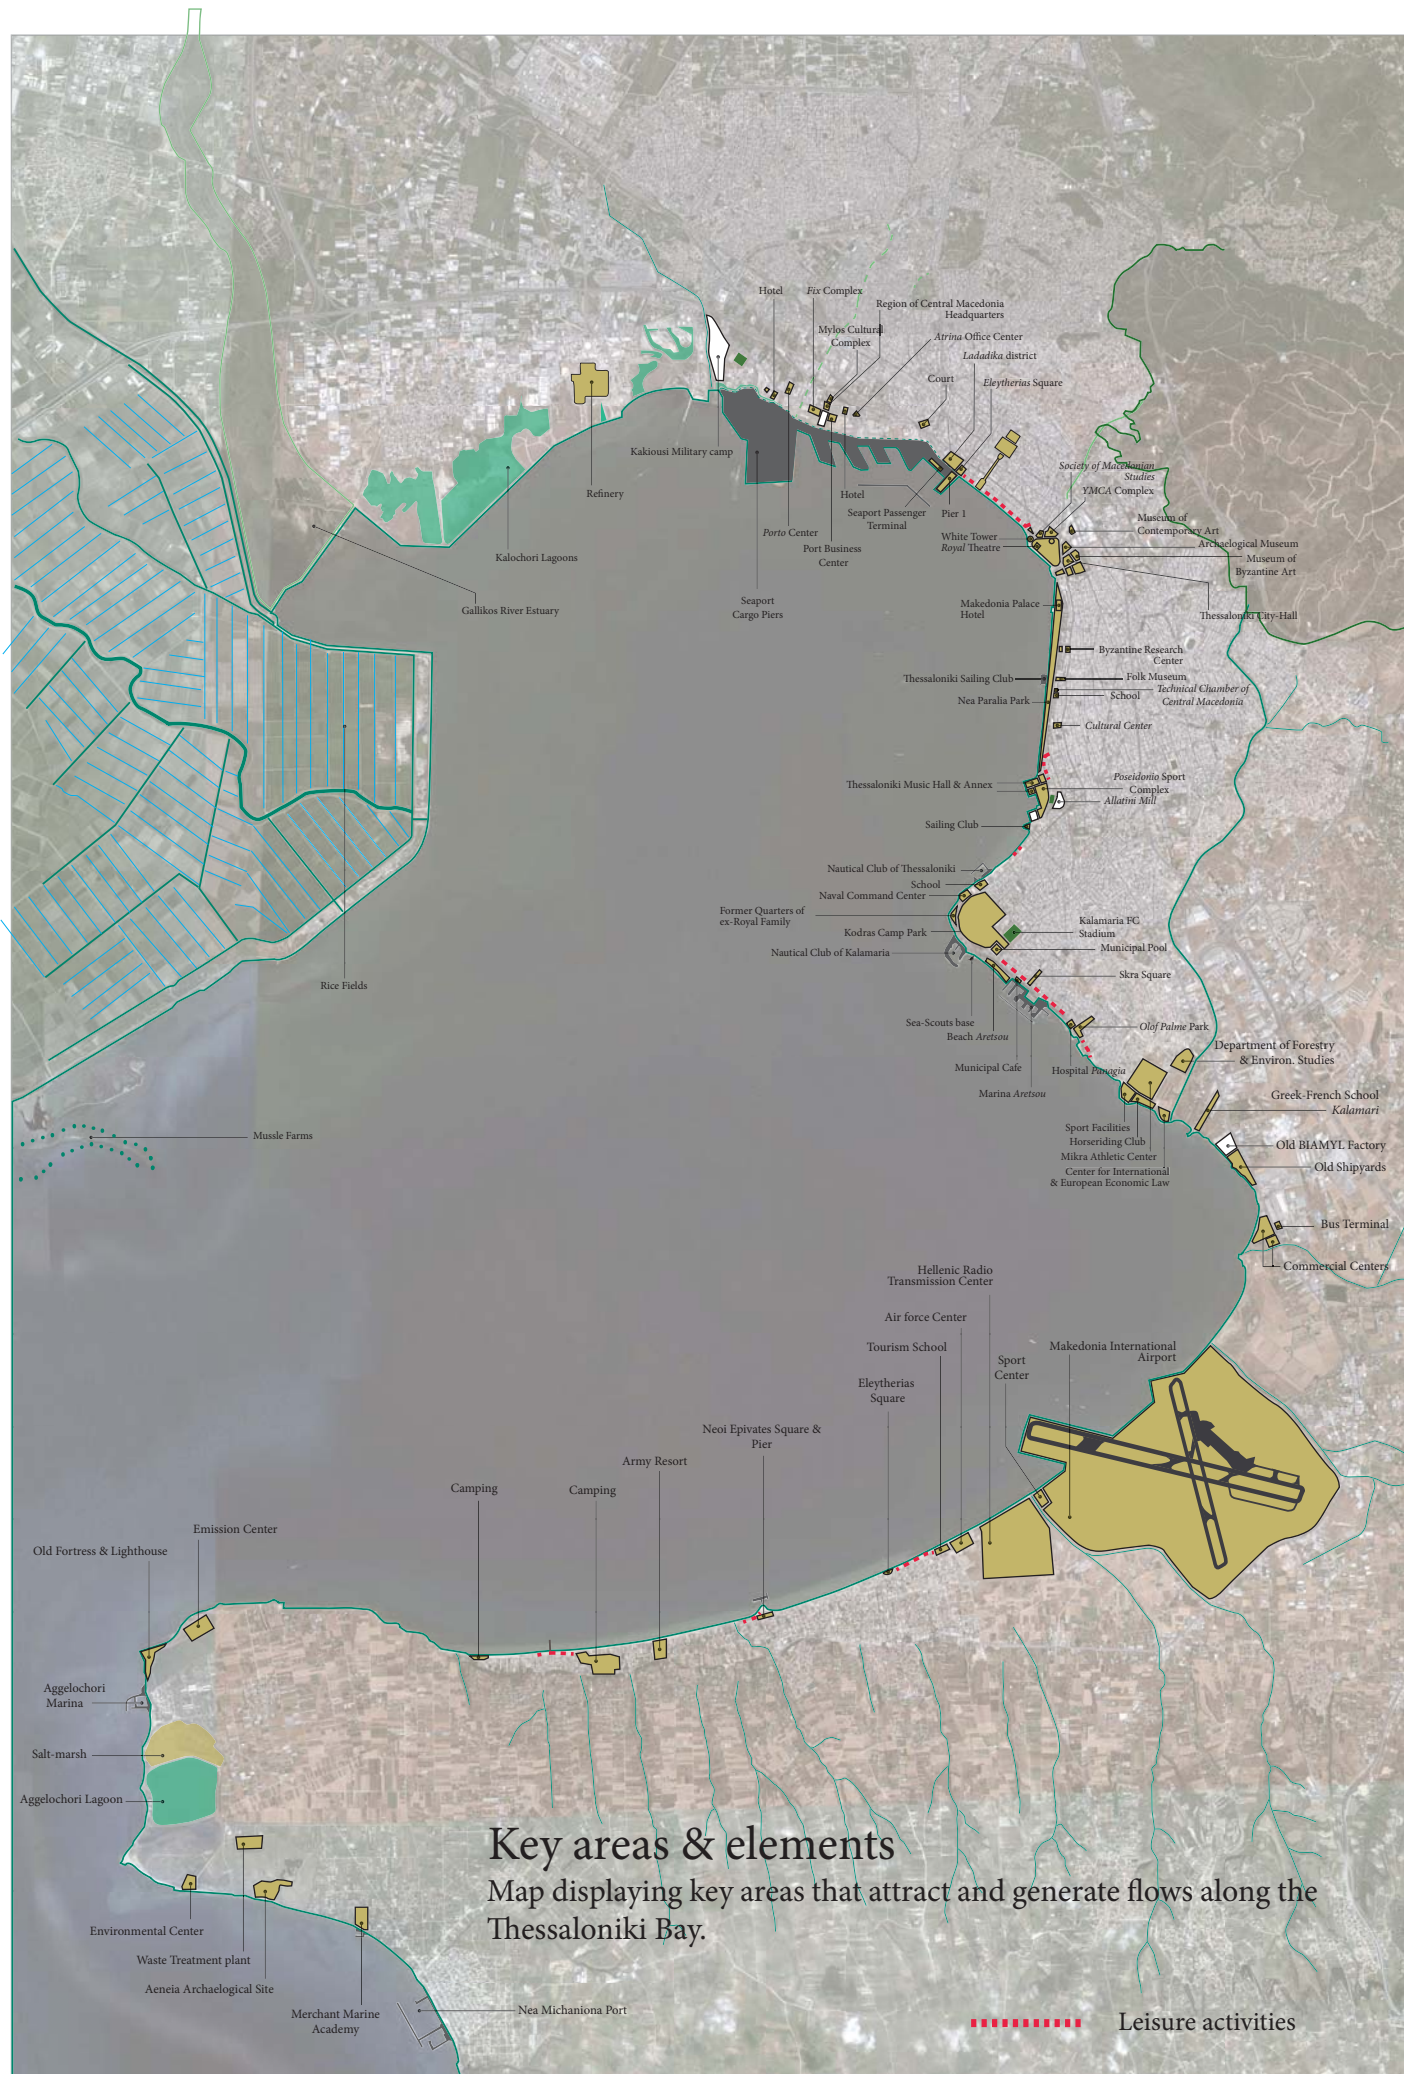 Hotel
Fix Complex
Region of Central Macedonia
Headquarters
Mylos Cultural
Complex
Atrina Office Center
Ladadika district
Court
Eleytherias Square
Kakiousi Military camp
Refinery
Kalochori Lagoons
Gallikos River Estuary
Hotel
Seaport Passenger
Terminal
Pier 1
Porto Center
Port Business
Center
Seaport
Cargo Piers
Society of Macedonian
Studies
YMCA Complex
Museum of
Contemporary Art
White Tower
Royal Theatre
Archaelogical Museum
Museum of
Byzantine Art
Makedonia Palace
Hotel
Thessaloniki City-Hall
Byzantine Research
Center
Thessaloniki Sailing Club
Folk Museum
Technical Chamber of
Central Macedonia
School
Nea Paralia Park
Cultural Center
Thessaloniki Music Hall & Annex
Poseidonio Sport
Complex
Allatini Mill
Sailing Club
Nautical Club of Thessaloniki
School
Naval Command Center
Former Quarters of
ex-Royal Family
Kodras Camp Park
Kalamaria FC
Stadium
Municipal Pool
Nautical Club of Kalamaria
Skra Square
Rice Fields
Sea-Scouts base
Beach Aretsou
Olof Palme Park
Municipal Cafe
Hospital Panagia
Marina Aretsou
Department of Forestry
& Environ. Studies
Greek-French School
Kalamari
Sport Facilities
Horseriding Club
Mikra Athletic Center
Center for International
& European Economic Law
Old BIAMYL Factory
Old Shipyards
Mussle Farms
Bus Terminal
Commercial Centers
Hellenic Radio
Transmission Center
Air force Center
Tourism School
Sport
Center
Makedonia International
Airport
Eleytherias
Square
Neoi Epivates Square &
Pier
Army Resort
Camping
Camping
Emission Center
Old Fortress & Lighthouse
Aggelochori
Marina
Salt-marsh
Aggelochori Lagoon
Key areas & elements
Map displaying key areas that attract and generate flows along the
Thessaloniki Bay.
Environmental Center
Waste Treatment plant
Aeneia Archaelogical Site
Merchant Marine
Academy
Nea Michaniona Port
Leisure activities